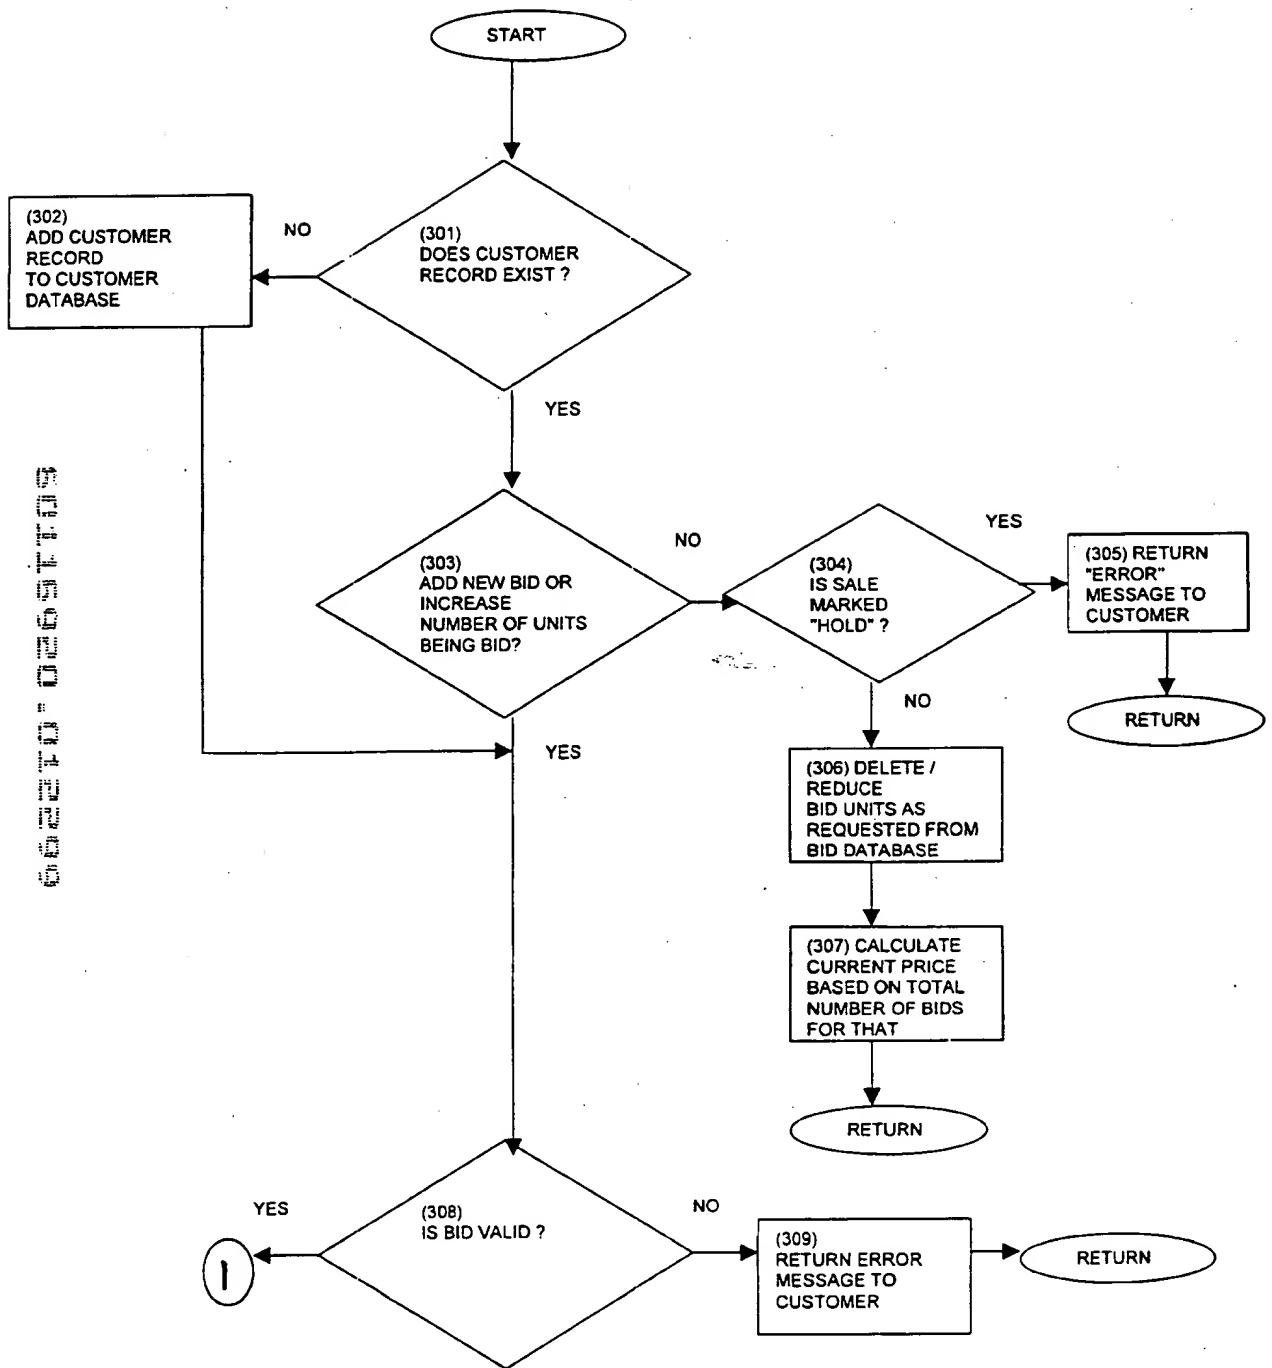 START
(302)
ADD CUSTOMER
RECORD
TO CUSTOMER
DATABASE
NO
(301)
DOES CUSTOMER
RECORD EXIST ?
YES
(303)
ADD NEW BID OR
INCREASE
NUMBER OF UNITS
BEING BID?
NO
(304)
IS SALE
MARKED
"HOLD" ?
YES
(305) RETURN
"ERROR"
MESSAGE TO
CUSTOMER
RETURN
NO
YES
(306) DELETE /
REDUCE
BID UNITS AS
REQUESTED FROM
BID DATABASE
(307) CALCULATE
CURRENT PRICE
BASED ON TOTAL
NUMBER OF BIDS
FOR THAT
RETURN
YES
(308)
IS BID VALID ?
NO
(309)
RETURN ERROR
MESSAGE TO
CUSTOMER
RETURN
1